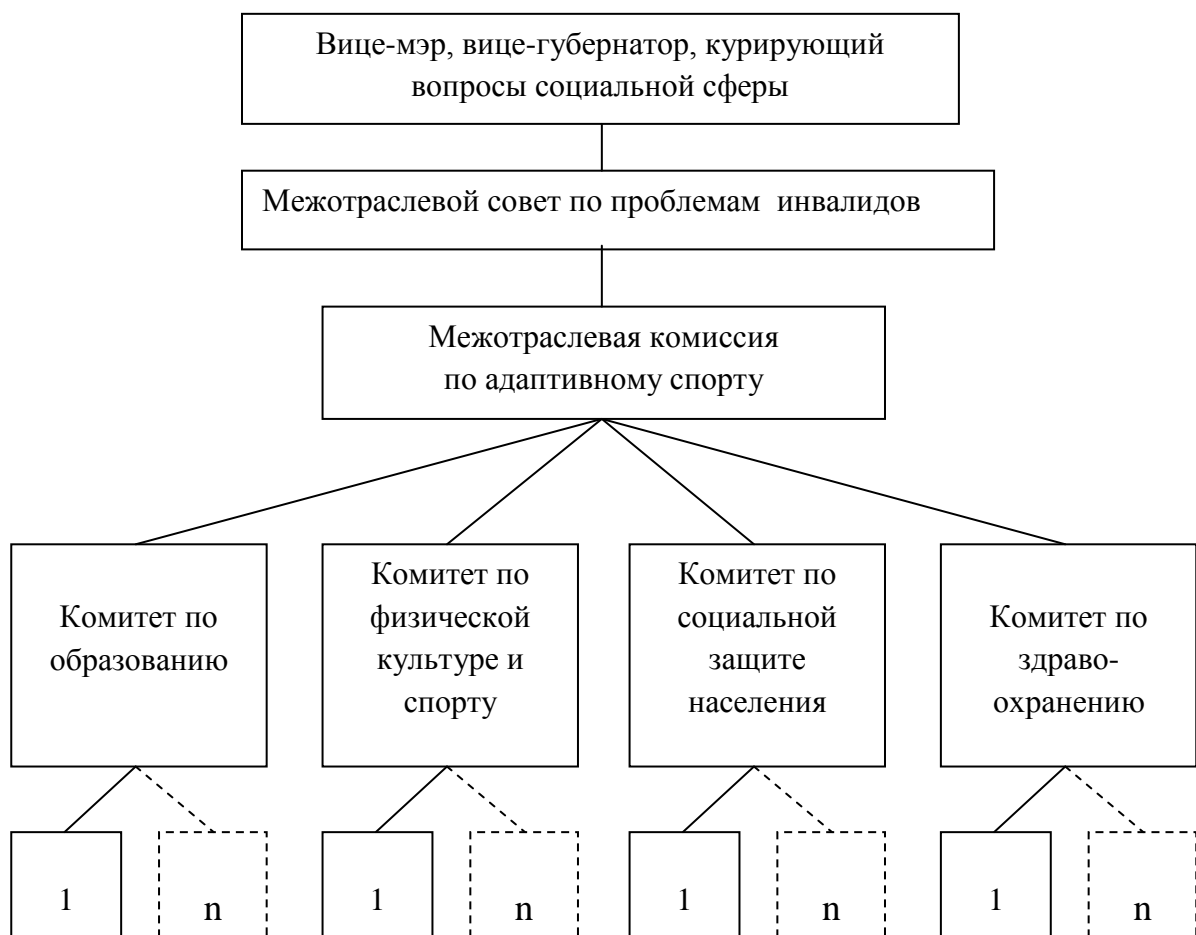 Вице-мэр, вице-губернатор, курирующий
вопросы социальной сферы
Межотраслевой совет по проблемам инвалидов
Межотраслевая комиссия
по адаптивному спорту
Комитет по
образованию
Комитет по
физической
культуре и
спорту
Комитет по
социальной
защите
населения
Комитет по
здраво-
охранению
1
n
1
n
1
n
1
n